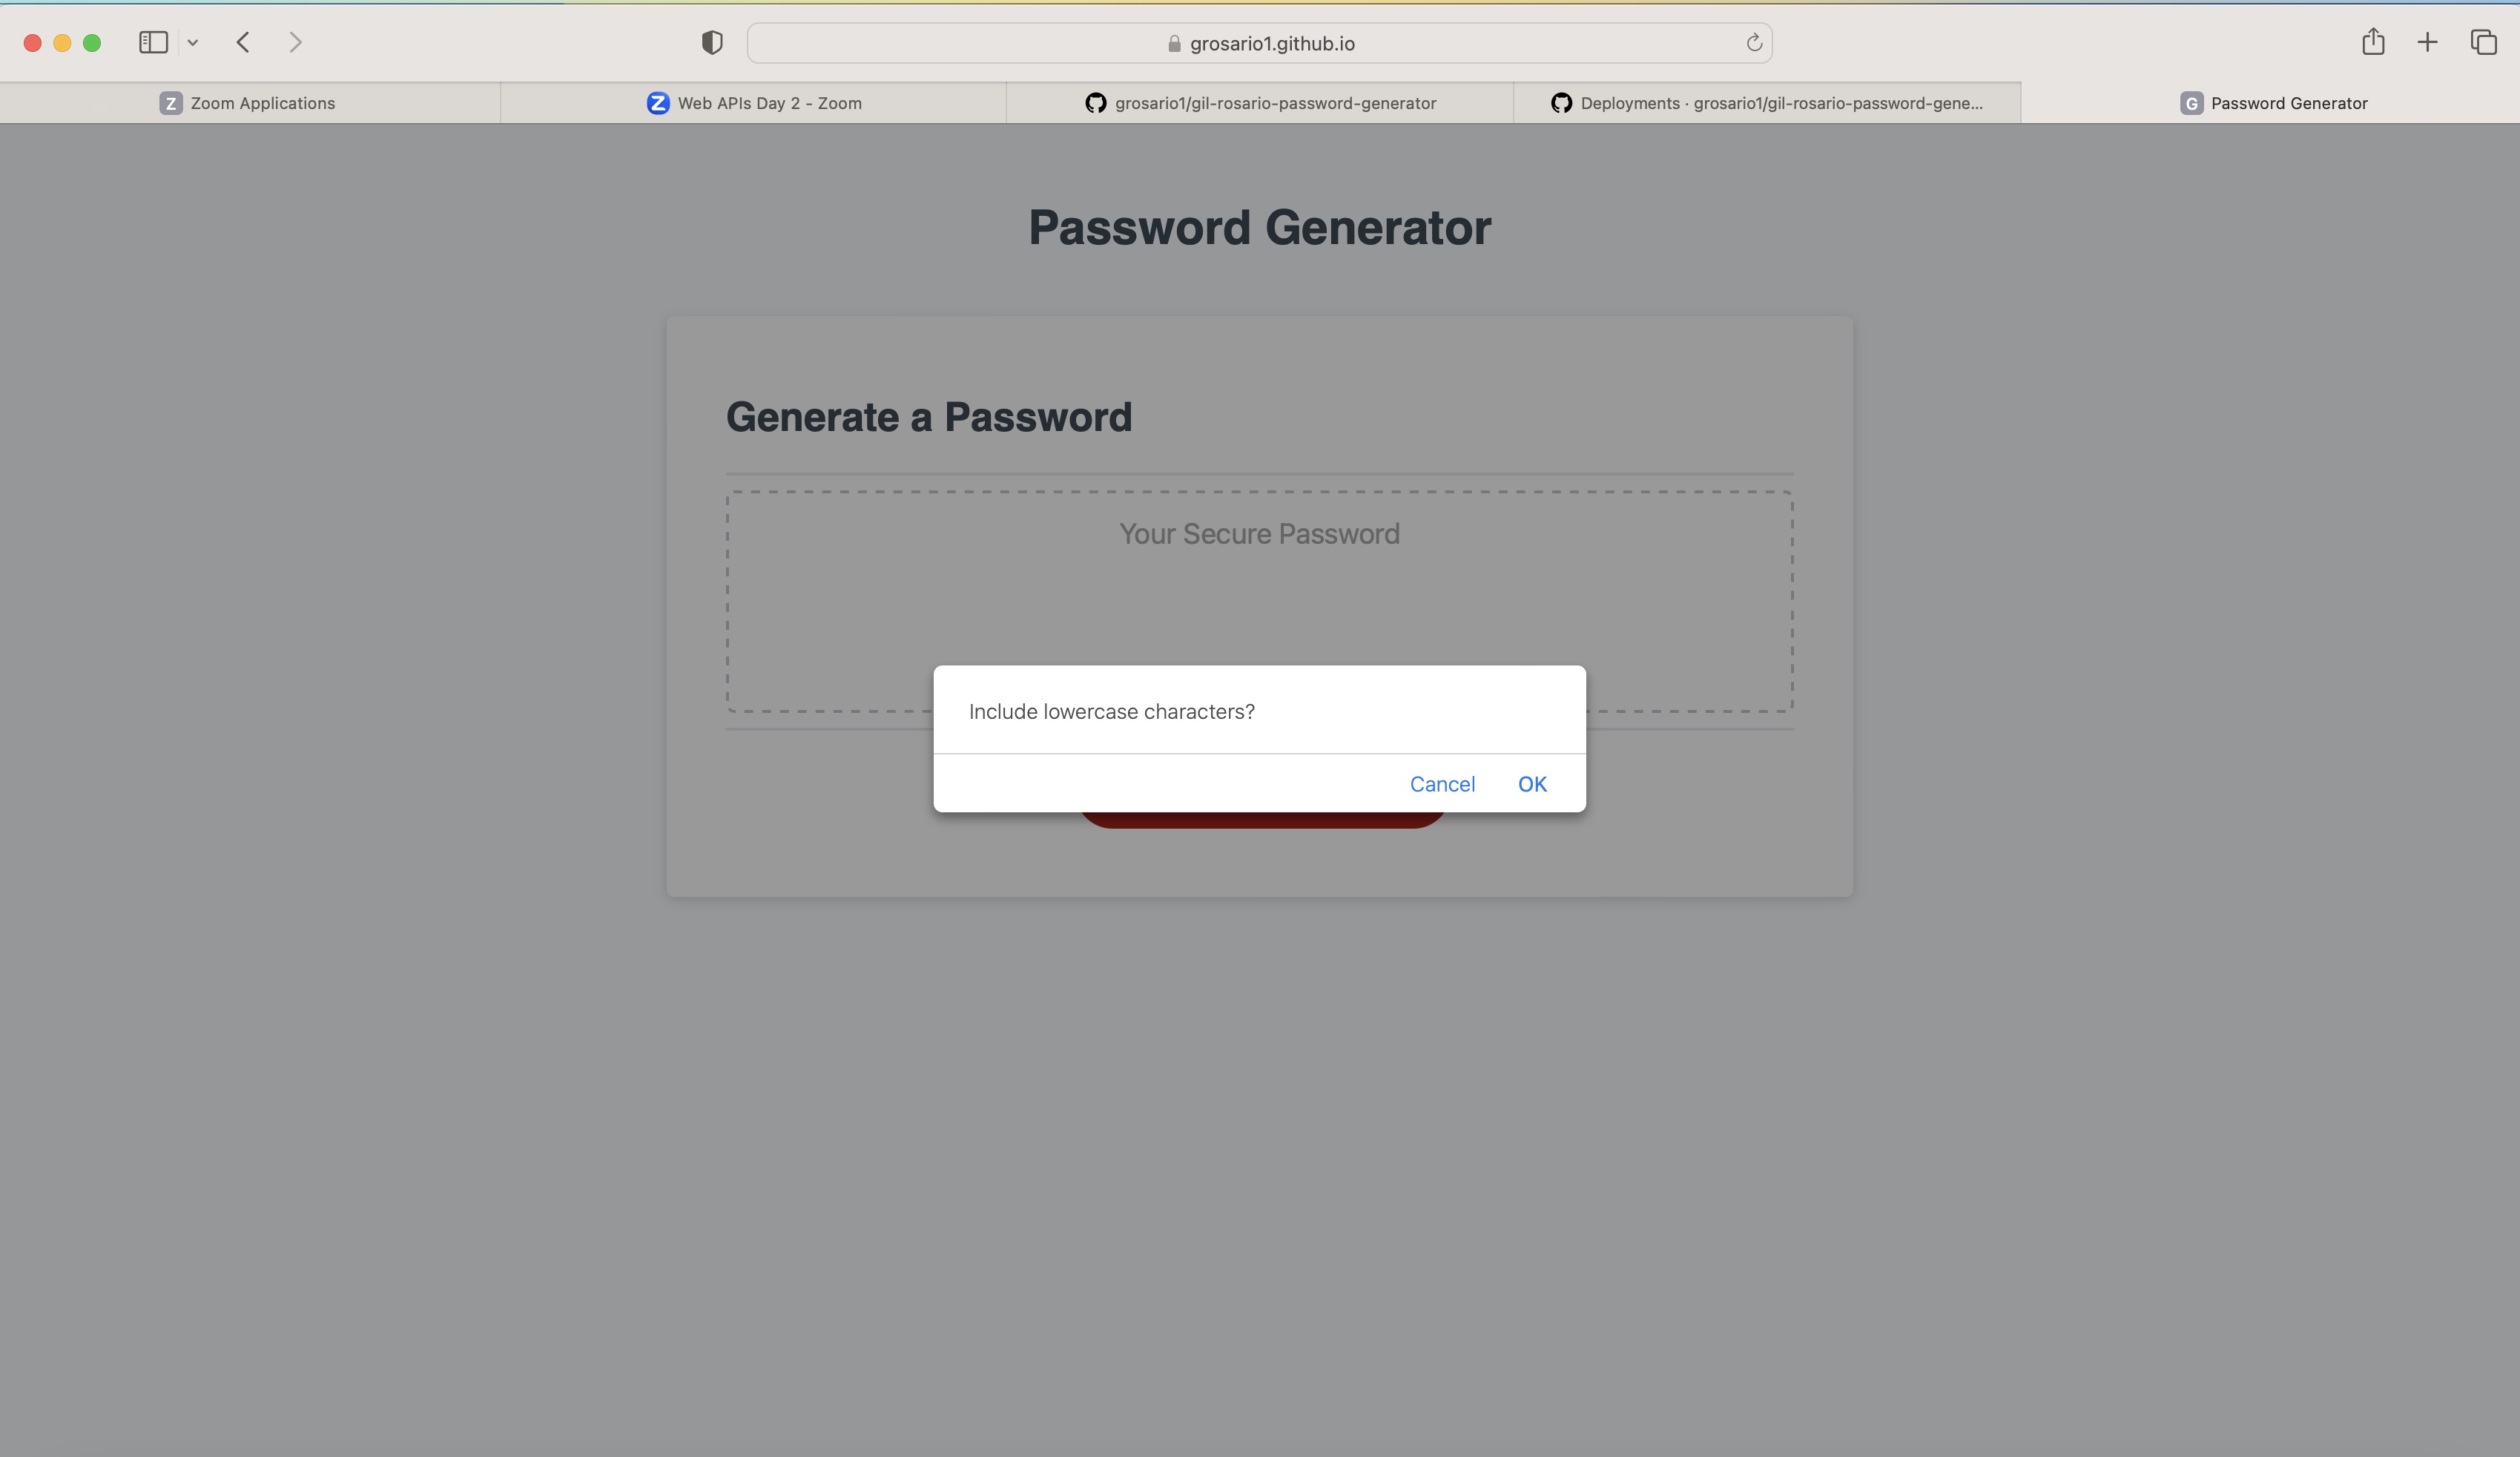 grosario1.github.io
Z Zoom Applications
Z Web APIs Day 2 - Zoom
grosario1/gil-rosario-password-generator
Deployments · grosario1/gil-rosario-password-gene...
G Password Generator
Password Generator
Generate a Password
Your Secure Password
Include lowercase characters?
Cancel OK